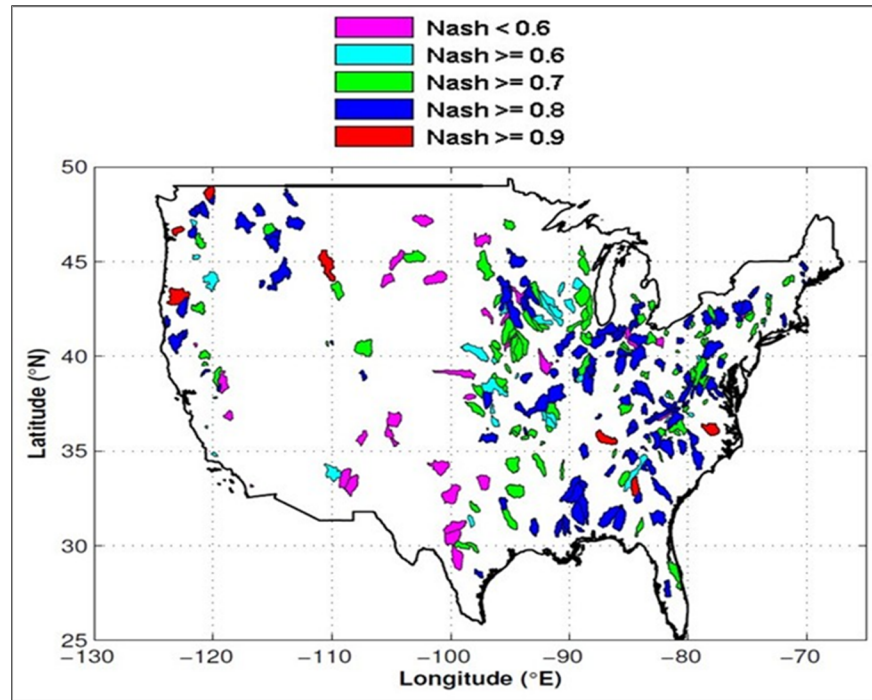 Nash < 0.6
Nash >= 0.6
Nash >= 0.7
Nash >= 0.8
Nash >= 0.9
50
45
40
35
30
25
Latitude (°N)
−130 −120 −110 −100 −90 −80 −70
Longitude (°E)